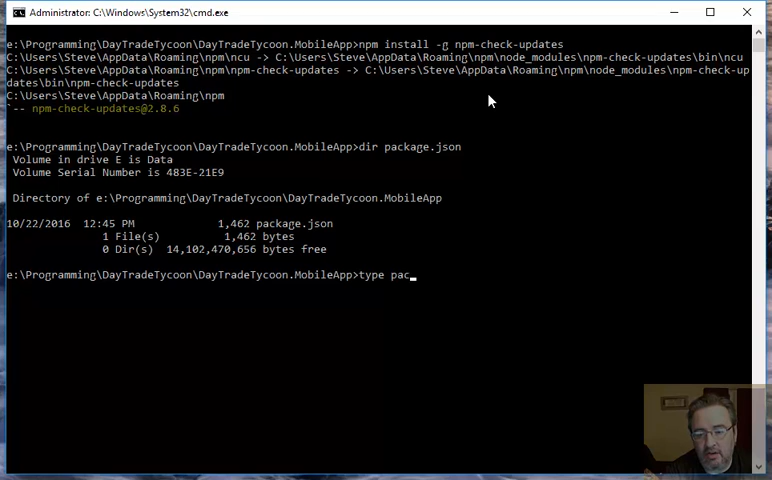 Administrator: C:\Windows\System32\cmd.exe
e:\Programming\DayTradeTycoon\DayTradeTycoon.MobileApp>npm install -g npm-check-updates
C:\Users\Steve\AppData\Roaming\npm\ncu -> C:\Users\Steve\AppData\Roaming\npm\node_modules\npm-check-updates\bin\ncu
C:\Users\Steve\AppData\Roaming\npm\npm-check-updates -> C:\Users\Steve\AppData\Roaming\npm\node_modules\npm-check-up
dates\bin\npm-check-updates
C:\Users\Steve\AppData\Roaming\npm
`-- npm-check-updates@2.8.6
e:\Programming\DayTradeTycoon\DayTradeTycoon.MobileApp>dir package.json
Volume in drive E is Data
Volume Serial Number is 483E-21E9
Directory of e:\Programming\DayTradeTycoon\DayTradeTycoon.MobileApp
10/22/2016 12:45 PM 1,462 package.json
1 File(s) 1,462 bytes
0 Dir(s) 14,102,470,656 bytes free
e:\Programming\DayTradeTycoon\DayTradeTycoon.MobileApp>type pac_